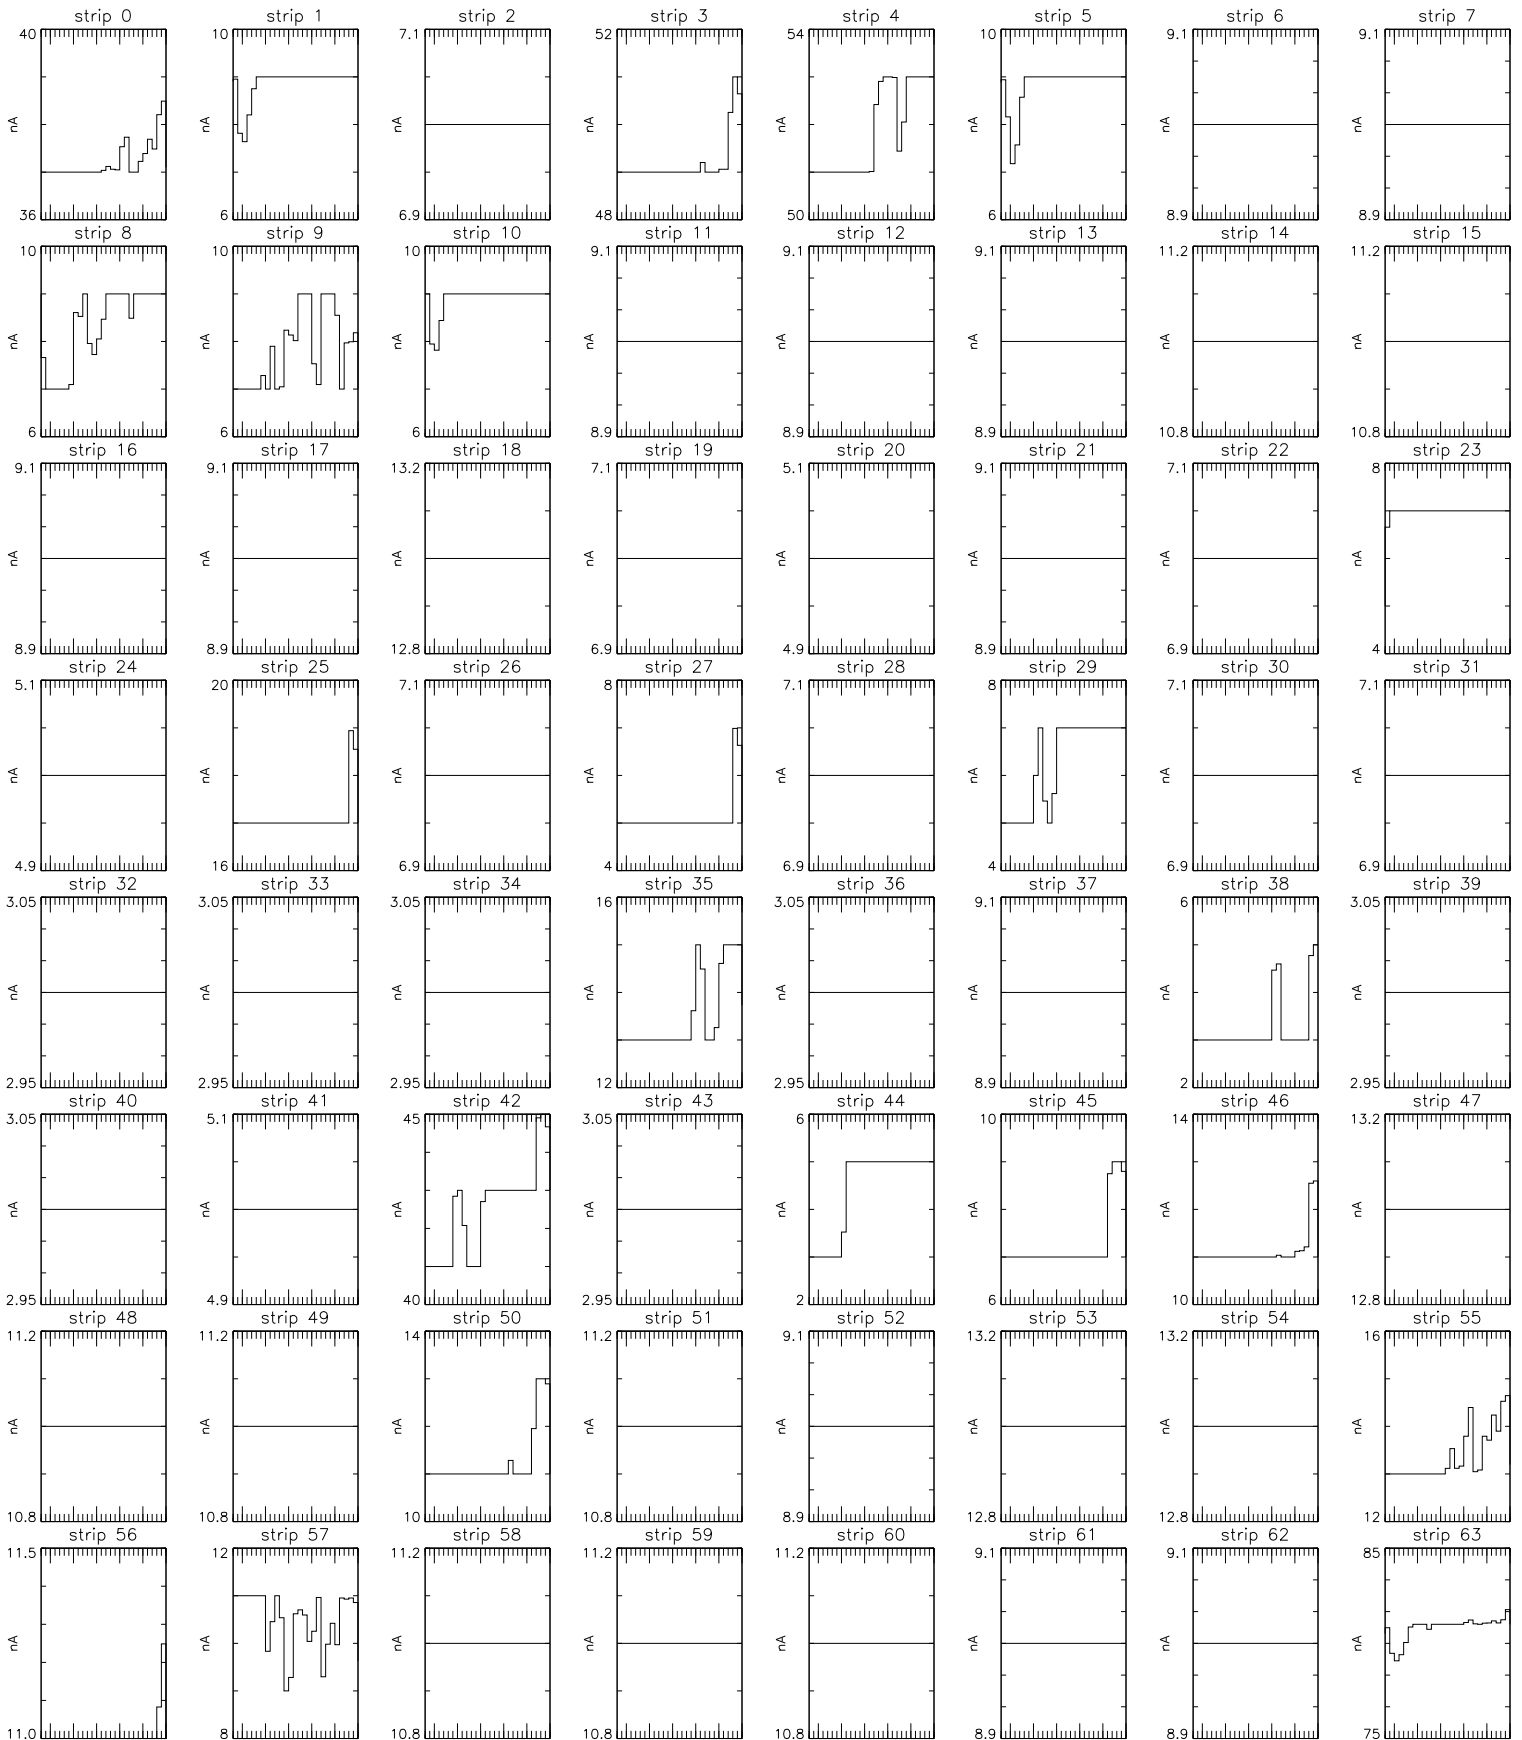 strip 0 strip 1 strip 2 strip 3 strip 4 strip 5 strip 6 strip 7
40 10 7.1 52 54 10 9.1 9.1
nA nA nA nA nA nA nA nA
36 6 6.9 48 50 6 8.9 8.9
strip 8 strip 9 strip 10 strip 11 strip 12 strip 13 strip 14 strip 15
10 10 10 9.1 9.1 9.1 11.2 11.2
nA nA nA nA nA nA nA nA
6 6 6 8.9 8.9 8.9 10.8 10.8
strip 16 strip 17 strip 18 strip 19 strip 20 strip 21 strip 22 strip 23
9.1 9.1 13.2 7.1 5.1 9.1 7.1 8
nA nA nA nA nA nA nA nA
8.9 8.9 12.8 6.9 4.9 8.9 6.9 4
strip 24 strip 25 strip 26 strip 27 strip 28 strip 29 strip 30 strip 31
5.1 20 7.1 8 7.1 8 7.1 7.1
nA nA nA nA nA nA nA nA
4.9 16 6.9 4 6.9 4 6.9 6.9
strip 32 strip 33 strip 34 strip 35 strip 36 strip 37 strip 38 strip 39
3.05 3.05 3.05 16 3.05 9.1 6 3.05
nA nA nA nA nA nA nA nA
2.95 2.95 2.95 12 2.95 8.9 2 2.95
strip 40 strip 41 strip 42 strip 43 strip 44 strip 45 strip 46 strip 47
3.05 5.1 45 3.05 6 10 14 13.2
nA nA nA nA nA nA nA nA
2.95 4.9 40 2.95 2 6 10 12.8
strip 48 strip 49 strip 50 strip 51 strip 52 strip 53 strip 54 strip 55
11.2 11.2 14 11.2 9.1 13.2 13.2 16
nA nA nA nA nA nA nA nA
10.8 10.8 10 10.8 8.9 12.8 12.8 12
strip 56 strip 57 strip 58 strip 59 strip 60 strip 61 strip 62 strip 63
11.5 12 11.2 11.2 11.2 9.1 9.1 85
nA nA nA nA nA nA nA nA
11.0 8 10.8 10.8 10.8 8.9 8.9 75